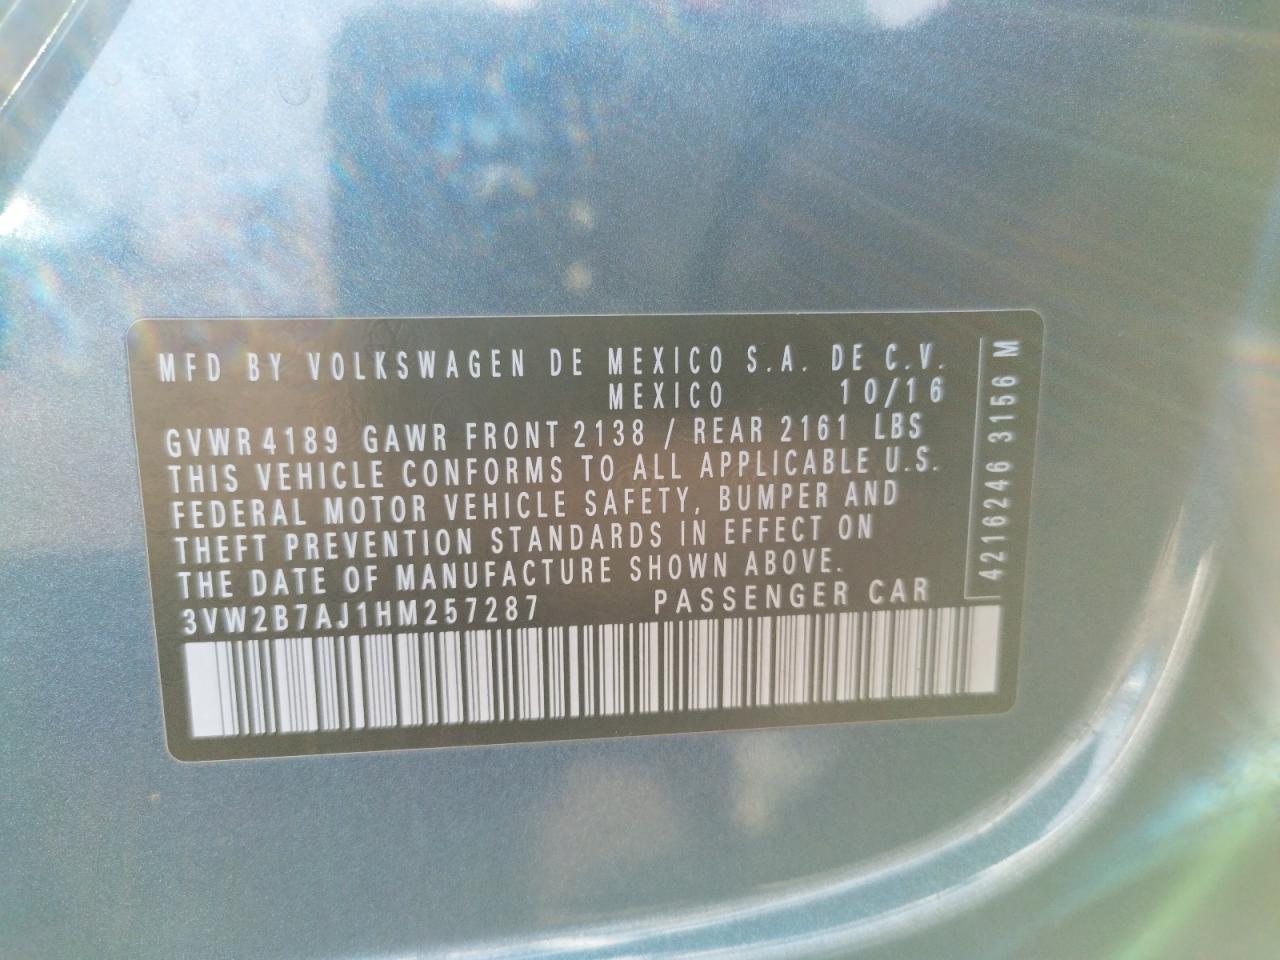 MFD BY VOLKSWAGEN DE MEXICO S.A. DE C.V.
MEXICO 10/16
GVWR 4189 GAWR FRONT 2138 / REAR 2161 LBS
THIS VEHICLE CONFORMS TO ALL APPLICABLE U.S.
FEDERAL MOTOR VEHICLE SAFETY, BUMPER AND
THEFT PREVENTION STANDARDS IN EFFECT ON
THE DATE OF MANUFACTURE SHOWN ABOVE.
3VW2B7AJ1HM257287 PASSENGER CAR
4216246 3156 M